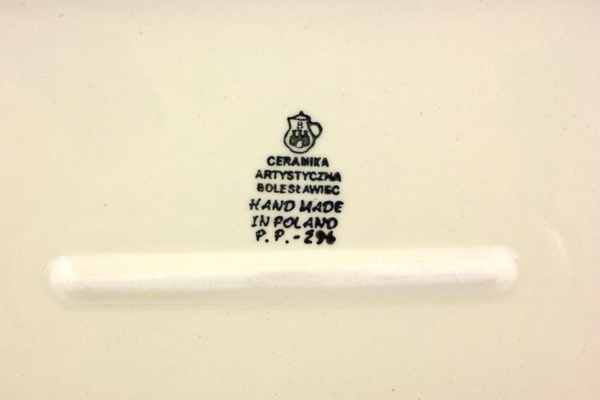 B
CERAMIKA
ARTYSTYCZNA
BOLESŁAWIEC
HAND MADE
IN POLAND
P. P. - 296